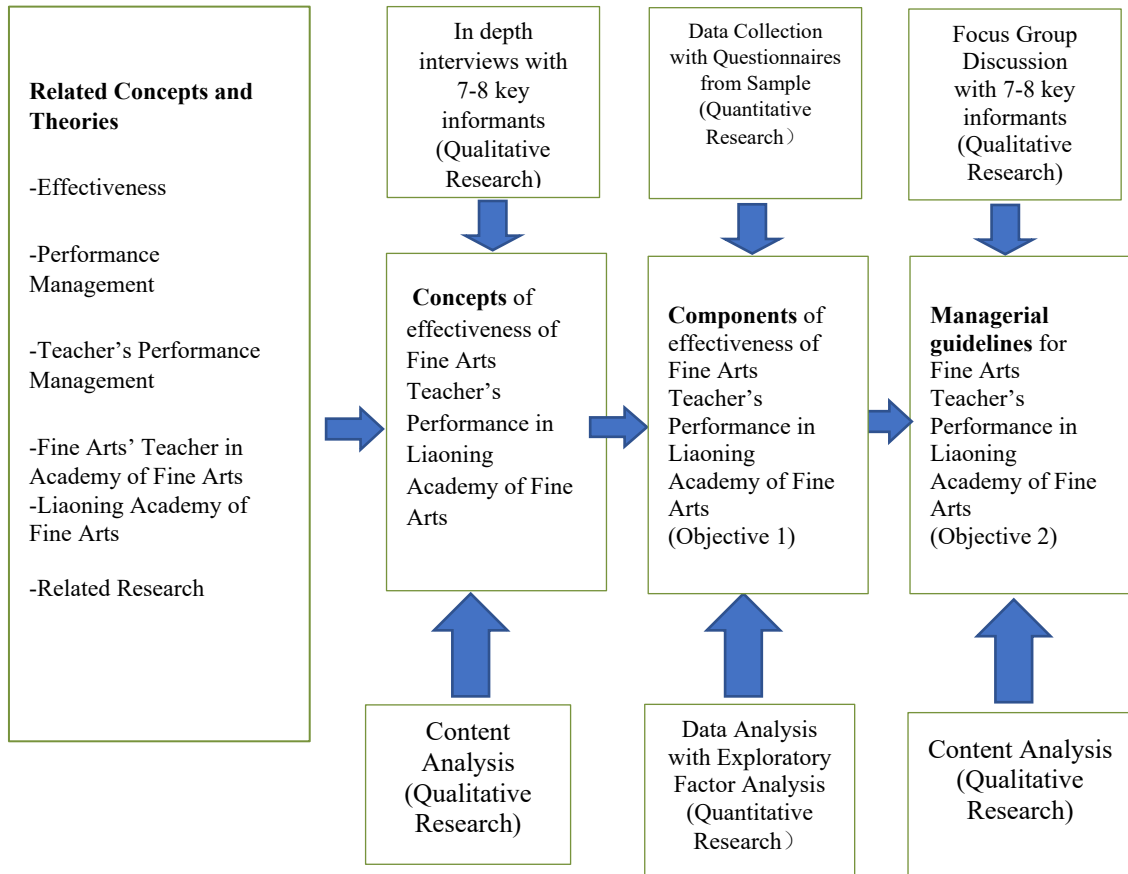 Related Concepts and
Theories
-Effectiveness
-Performance
Management
-Teacher's Performance
Management
-Fine Arts' Teacher in
Academy of Fine Arts
-Liaoning Academy of
Fine Arts
-Related Research
In depth
interviews with
7-8 key
informants
(Qualitative
Research)
Concepts of
effectiveness of
Fine Arts
Teacher's
Performance in
Liaoning
Academy of Fine
Arts
Content
Analysis
(Qualitative
Research)
Data Collection
with Questionnaires
from Sample
(Quantitative
Research）
Components of
effectiveness of
Fine Arts
Teacher's
Performance in
Liaoning
Academy of Fine
Arts
(Objective 1)
Data Analysis
with Exploratory
Factor Analysis
(Quantitative
Research）
Focus Group
Discussion
with 7-8 key
informants
(Qualitative
Research)
Managerial
guidelines for
Fine Arts
Teacher's
Performance in
Liaoning
Academy of Fine
Arts
(Objective 2)
Content Analysis
(Qualitative
Research)